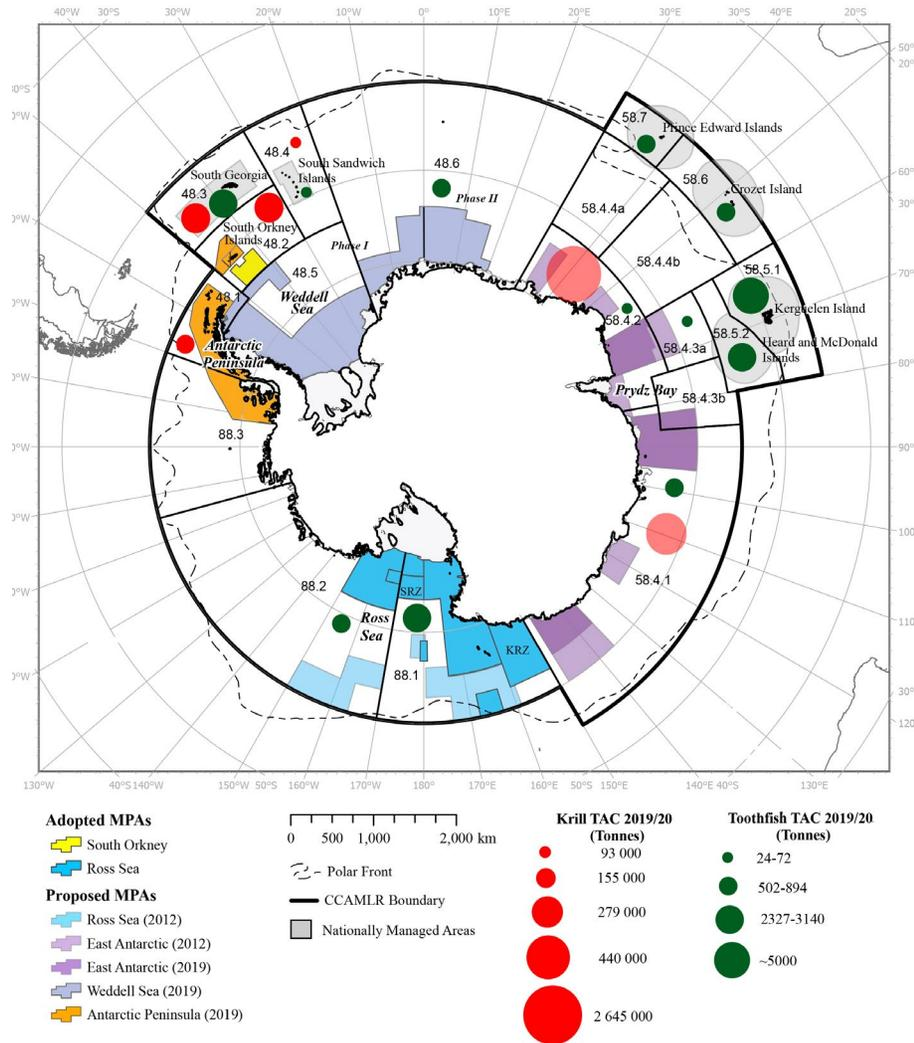 40°W 30°S 30°W 20°W 10°W 0° 10°E 20°E 30°E 30°S 40°E 20°S
50°E
20°S
60°E
30°S
70°E
80°E
90°E
100°E
110°E
30°S
120°E
58.7
Prince Edward Islands
48.4
48.6
South Sandwich
Islands
South Georgia
48.3
58.6
Crozet Island
Phase II
58.4.4a
South Orkney
Islands
48.2
Phase I
58.4.4b
48.5
Weddell
Sea
48.1
58.5.1
Kerguelen Island
58.4.2
58.5.2
Heard and McDonald
Islands
58.4.3a
Antarctic
Peninsula
Prydz Bay
58.4.3b
88.3
58.4.1
88.2
SRZ
Ross
Sea
KRZ
88.1
130°W 40°S 140°W 150°W 50°S 160°W 170°W 180° 170°E 160°E 50°S 150°E 140°E 40°S 130°E
Adopted MPAs
South Orkney
Ross Sea
Proposed MPAs
Ross Sea (2012)
East Antarctic (2012)
East Antarctic (2019)
Weddell Sea (2019)
Antarctic Peninsula (2019)
0 500 1,000 2,000 km
Polar Front
CCAMLR Boundary
Nationally Managed Areas
Krill TAC 2019/20
(Tonnes)
93 000
155 000
279 000
440 000
2 645 000
Toothfish TAC 2019/20
(Tonnes)
24-72
502-894
2327-3140
~5000